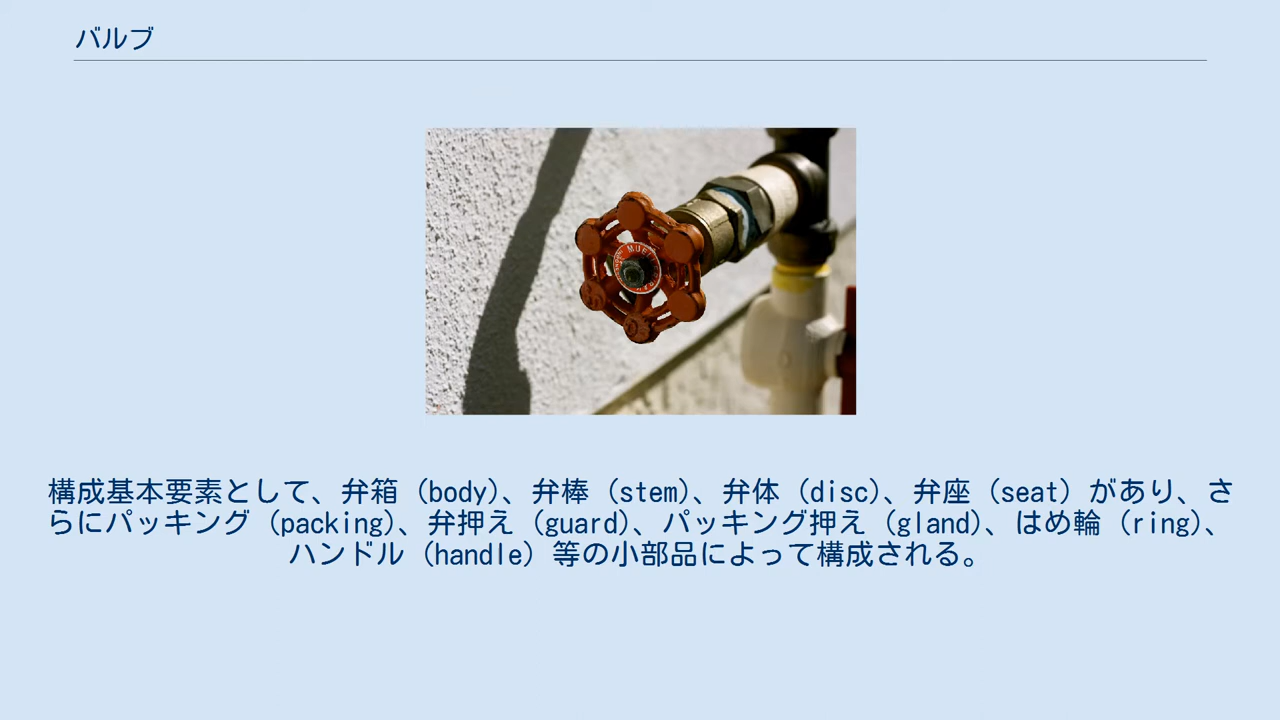 バルブ
構成基本要素として、弁箱（body）、弁棒（stem）、弁体（disc）、弁座（seat）があり、さ
らにパッキング（packing）、弁押え（guard）、パッキング押え（gland）、はめ輪（ring）、
ハンドル（handle）等の小部品によって構成される。